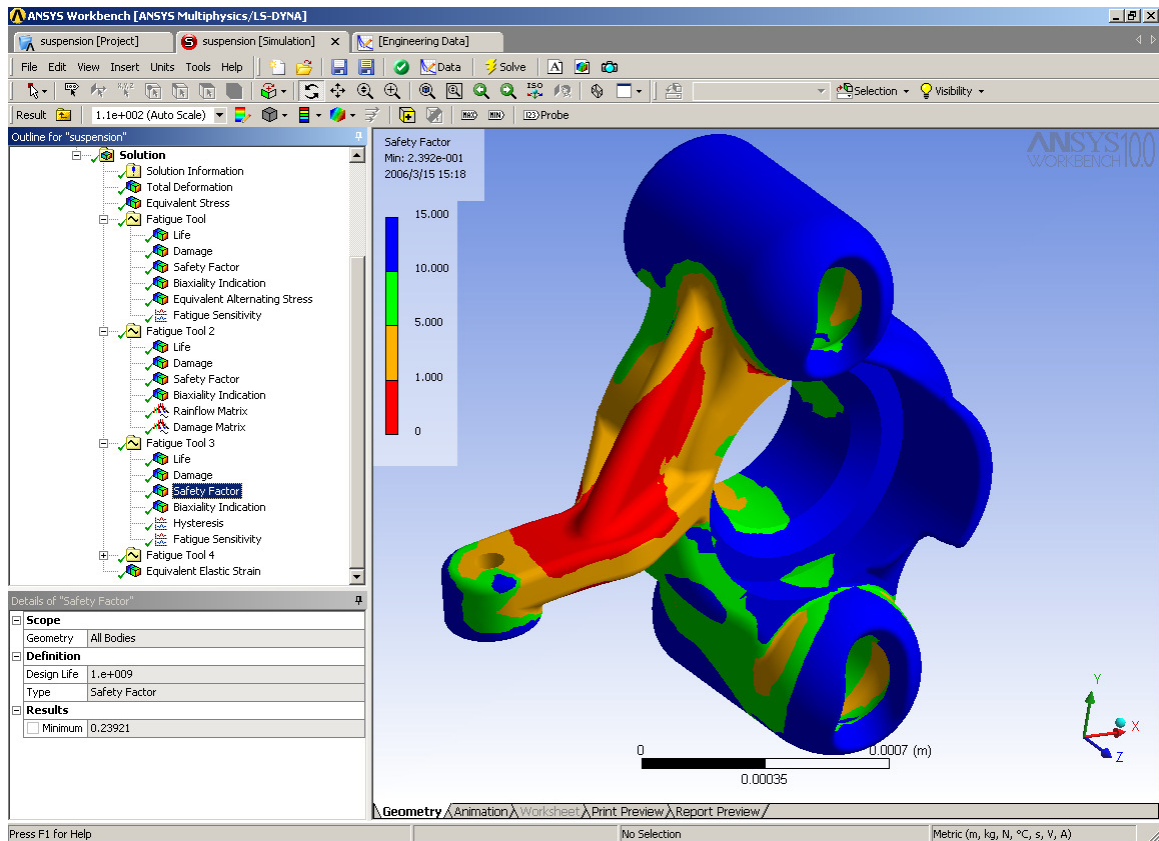 ANSYS Workbench [ANSYS Multiphysics/LS-DYNA]
suspension [Project]
suspension [Simulation]
[Engineering Data]
File Edit View Insert Units Tools Help
Data
Solve
Selection
Visibility
Result
1.1e+002 (Auto Scale)
MAX
MIN
Probe
Outline for "suspension"
Solution
Solution Information
Total Deformation
Equivalent Stress
Fatigue Tool
Life
Damage
Safety Factor
Biaxiality Indication
Equivalent Alternating Stress
Fatigue Sensitivity
Fatigue Tool 2
Life
Damage
Safety Factor
Biaxiality Indication
Rainflow Matrix
Damage Matrix
Fatigue Tool 3
Life
Damage
Safety Factor
Biaxiality Indication
Hysteresis
Fatigue Sensitivity
Fatigue Tool 4
Equivalent Elastic Strain
Details of "Safety Factor"
Scope
Geometry All Bodies
Definition
Design Life 1.e+009
Type Safety Factor
Results
Minimum 0.23921
Safety Factor
Min: 2.392e-001
2006/3/15 15:18
15.000
10.000
5.000
1.000
0
ANSYS 10.0
WORKBENCH
Y
X
Z
0
0.0007 (m)
0.00035
Geometry
Animation
Worksheet
Print Preview
Report Preview
Press F1 for Help
No Selection
Metric (m, kg, N, °C, s, V, A)